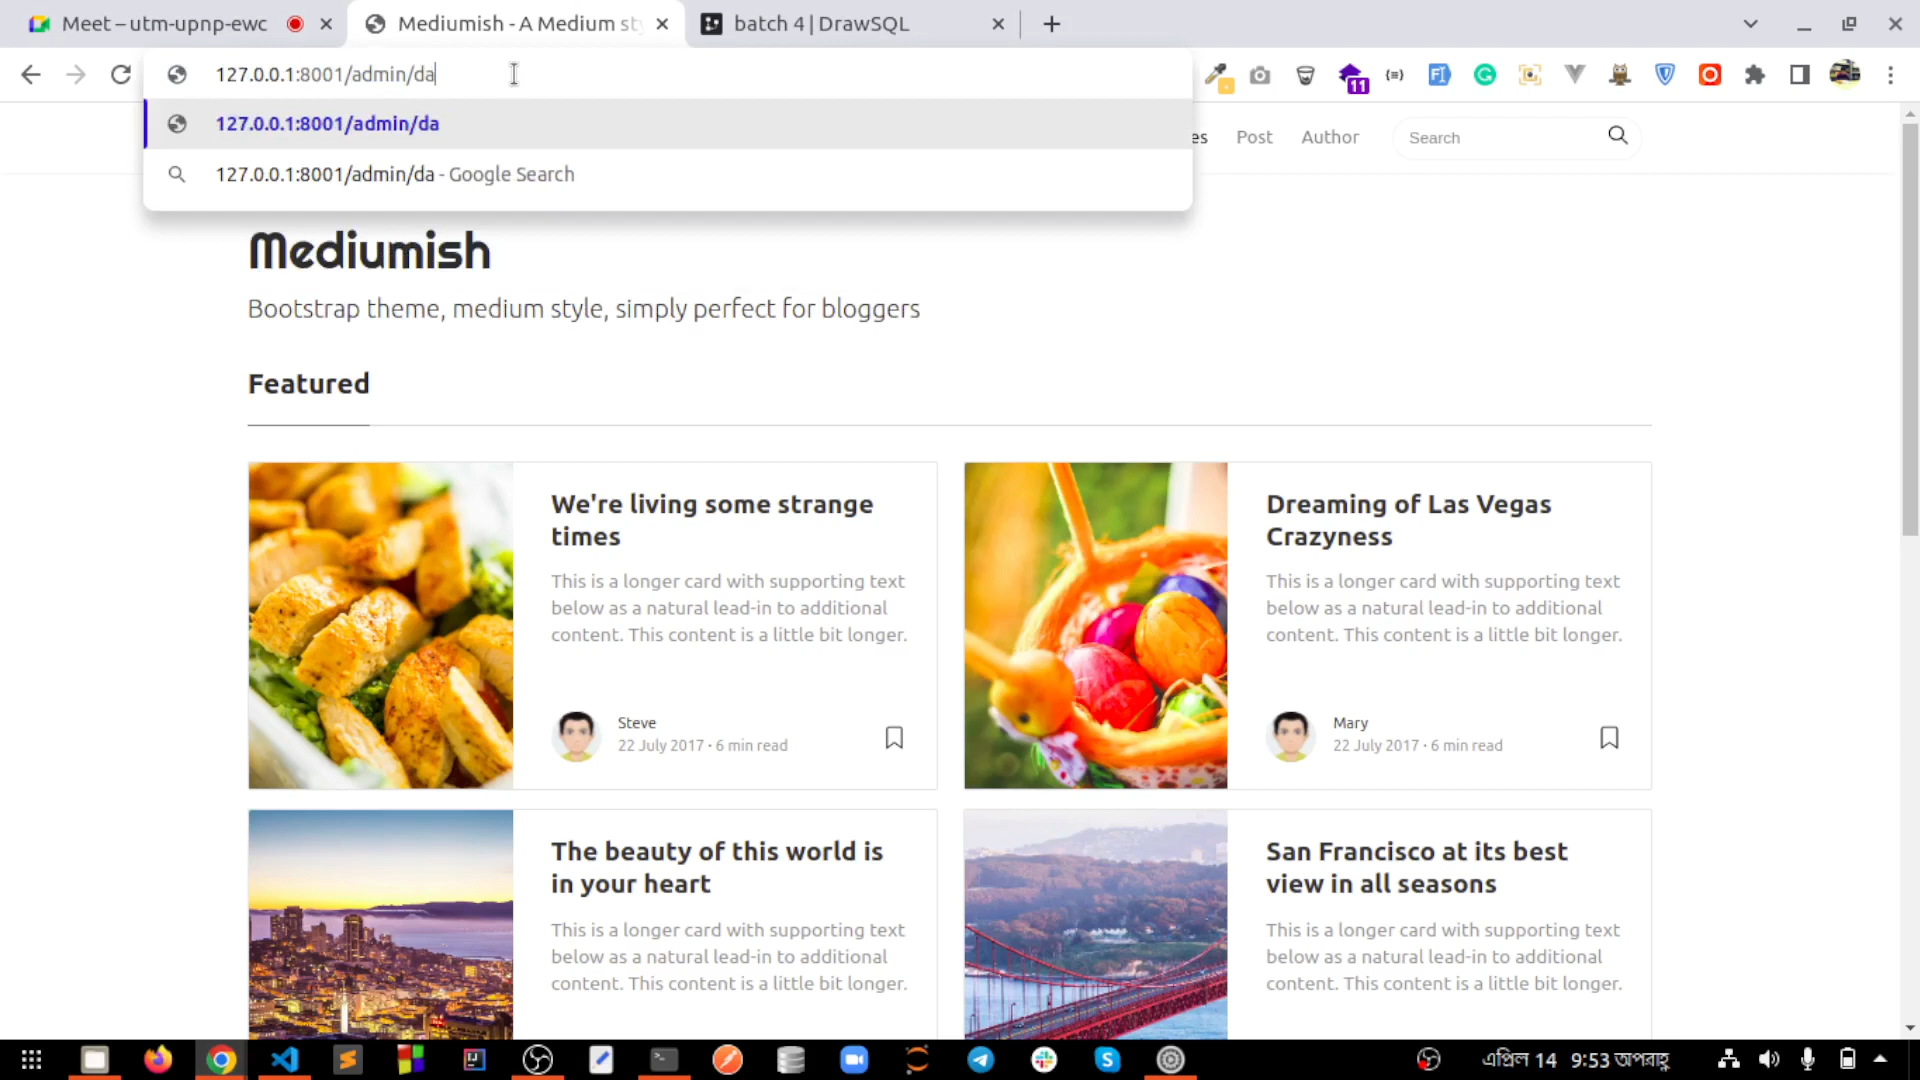 Meet – utm-upnp-ewc
Mediumish - A Medium st
batch 4 | DrawSQL
127.0.0.1:8001/admin/da
11
127.0.0.1:8001/admin/da
127.0.0.1:8001/admin/da - Google Search
es
Post
Author
Search
Mediumish
Bootstrap theme, medium style, simply perfect for bloggers
Featured
We're living some strange
times
This is a longer card with supporting text
below as a natural lead-in to additional
content. This content is a little bit longer.
Steve
22 July 2017 · 6 min read
Dreaming of Las Vegas
Crazyness
This is a longer card with supporting text
below as a natural lead-in to additional
content. This content is a little bit longer.
Mary
22 July 2017 · 6 min read
The beauty of this world is
in your heart
This is a longer card with supporting text
below as a natural lead-in to additional
content. This content is a little bit longer.
San Francisco at its best
view in all seasons
This is a longer card with supporting text
below as a natural lead-in to additional
content. This content is a little bit longer.
এপ্রিল 14 9:53 অপরাহ্ণ